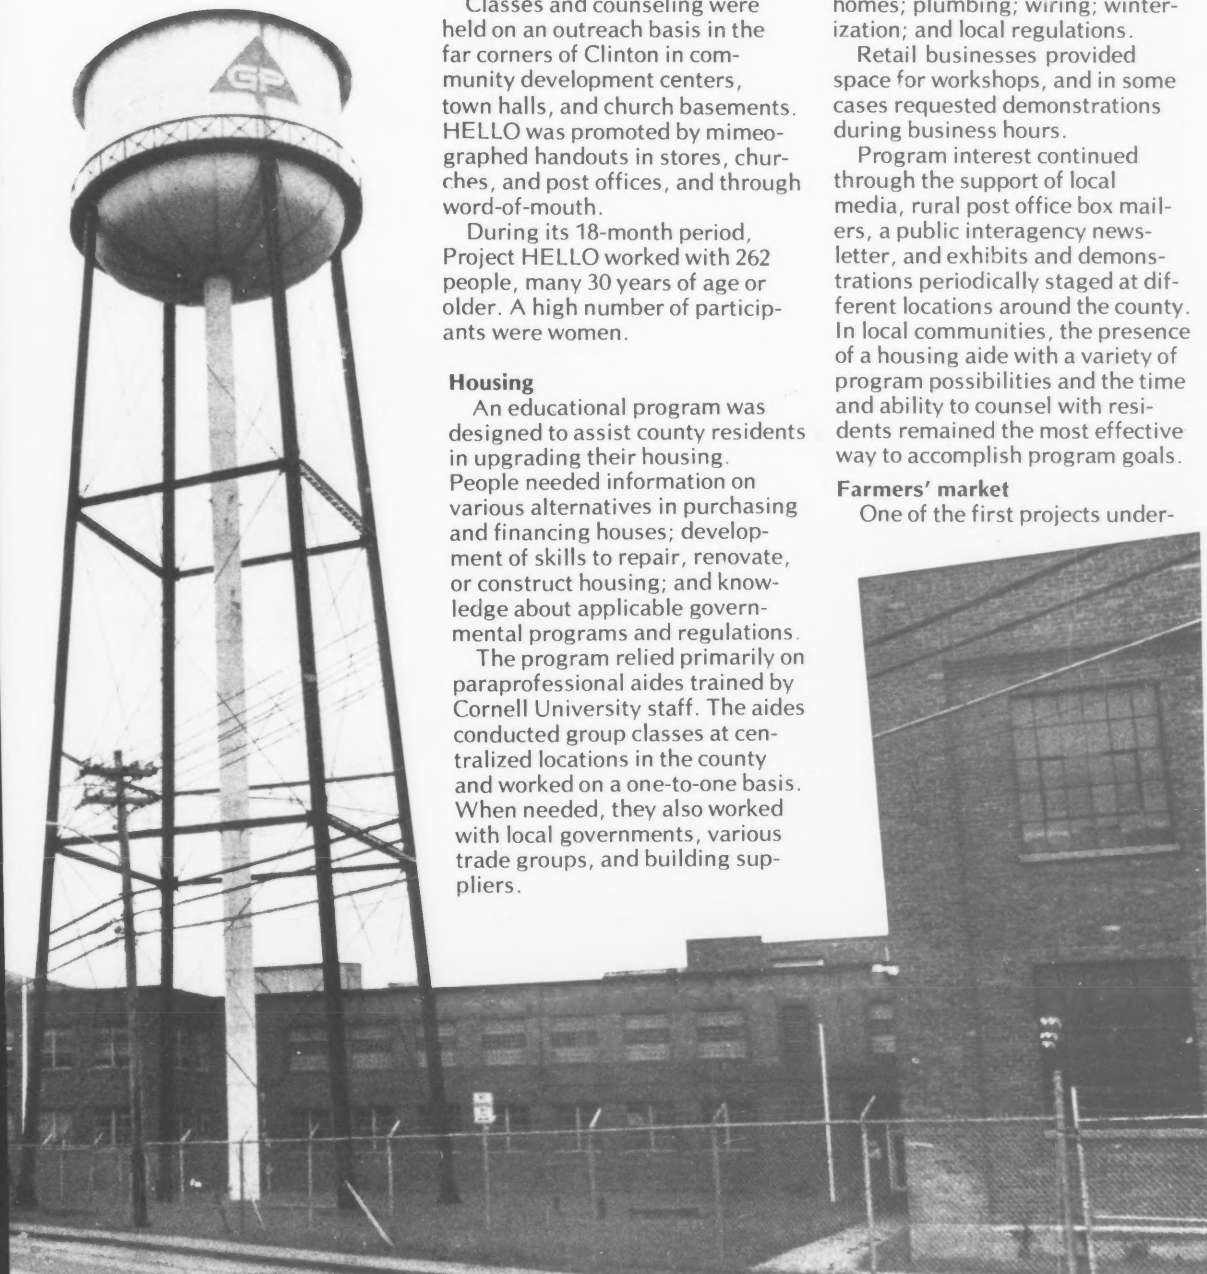 GP
Classes and counseling were
held on an outreach basis in the
far corners of Clinton in com-
munity development centers,
town halls, and church basements.
HELLO was promoted by mimeo-
graphed handouts in stores, chur-
ches, and post offices, and through
word-of-mouth.
During its 18-month period,
Project HELLO worked with 262
people, many 30 years of age or
older. A high number of particip-
ants were women.
Housing
An educational program was
designed to assist county residents
in upgrading their housing.
People needed information on
various alternatives in purchasing
and financing houses; develop-
ment of skills to repair, renovate,
or construct housing; and know-
ledge about applicable govern-
mental programs and regulations.
The program relied primarily on
paraprofessional aides trained by
Cornell University staff. The aides
conducted group classes at cen-
tralized locations in the county
and worked on a one-to-one basis.
When needed, they also worked
with local governments, various
trade groups, and building sup-
pliers.
homes; plumbing; wiring; winter-
ization; and local regulations.
Retail businesses provided
space for workshops, and in some
cases requested demonstrations
during business hours.
Program interest continued
through the support of local
media, rural post office box mail-
ers, a public interagency news-
letter, and exhibits and demons-
trations periodically staged at dif-
ferent locations around the county.
In local communities, the presence
of a housing aide with a variety of
program possibilities and the time
and ability to counsel with resi-
dents remained the most effective
way to accomplish program goals.
Farmers' market
One of the first projects under-